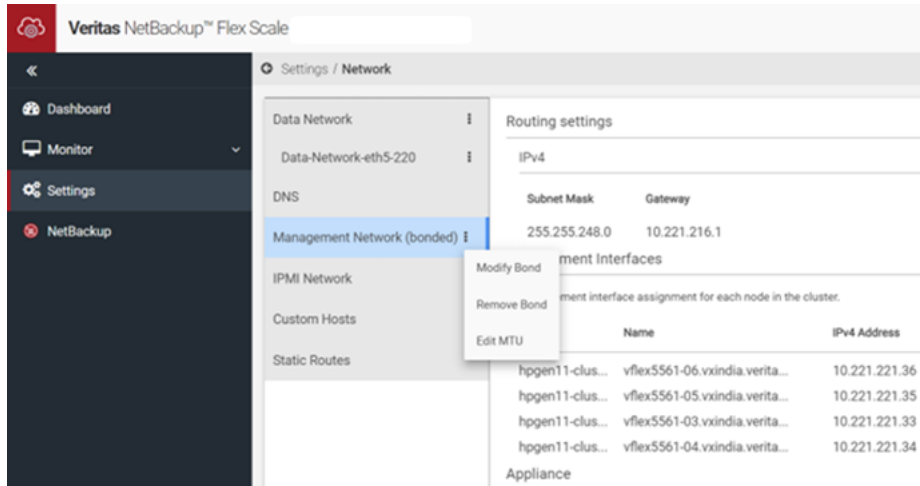 Veritas NetBackup™ Flex Scale
Settings / Network
Dashboard
Monitor
Settings
NetBackup
Data Network
Data-Network-eth5-220
DNS
Management Network (bonded)
IPMI Network
Custom Hosts
Static Routes
Modify Bond
Remove Bond
Edit MTU
Routing settings
IPv4
Subnet Mask Gateway
255.255.248.0 10.221.216.1
ment Interfaces
ment interface assignment for each node in the cluster.
Name IPv4 Address
hpgen11-clus... vflex5561-06.vxindia.verita... 10.221.221.36
hpgen11-clus... vflex5561-05.vxindia.verita... 10.221.221.35
hpgen11-clus... vflex5561-03.vxindia.verita... 10.221.221.33
hpgen11-clus... vflex5561-04.vxindia.verita... 10.221.221.34
Appliance